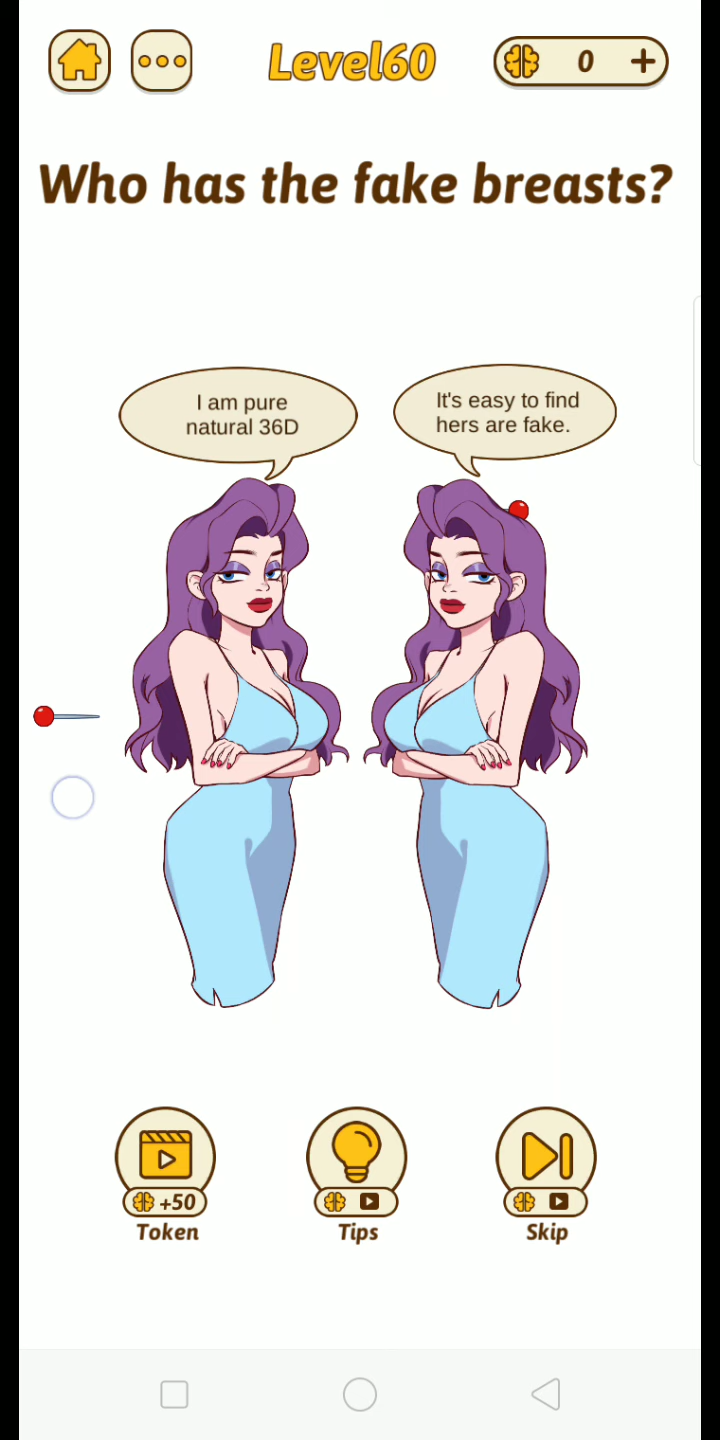 Level60
0 +
Who has the fake breasts?
I am pure
natural 36D
It's easy to find
hers are fake.
+50
Token
Tips
Skip